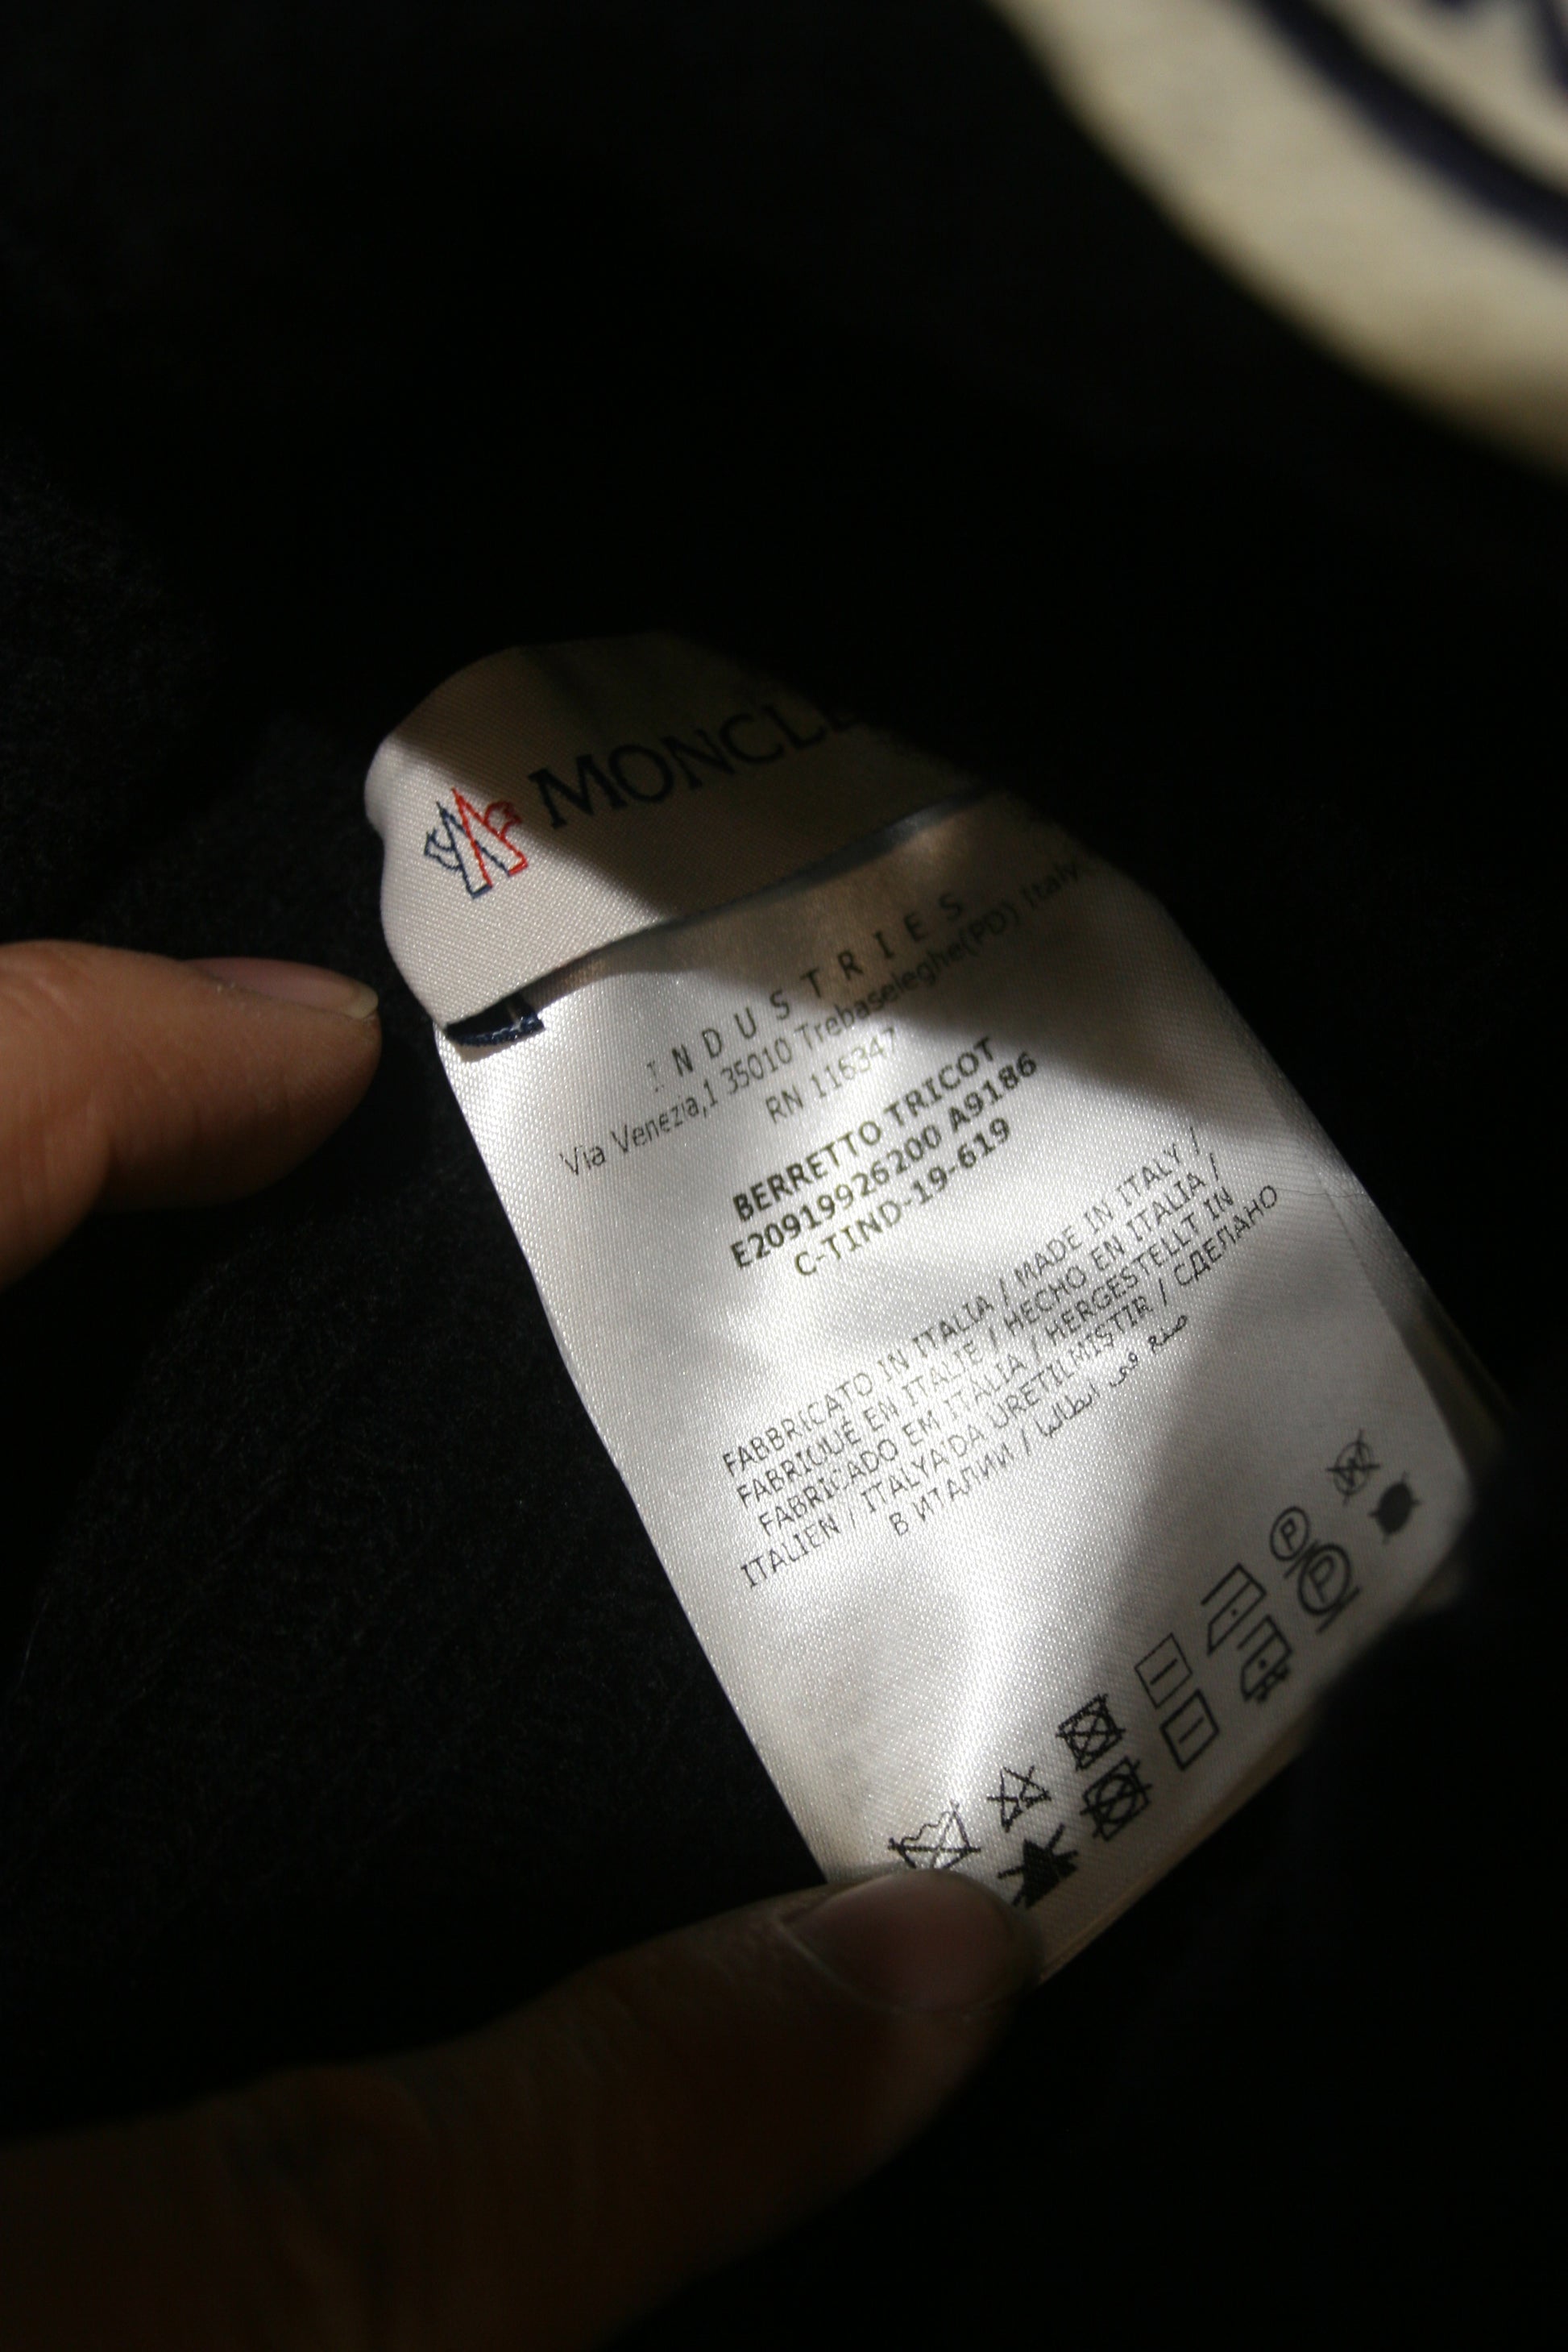 MONCLE
INDUSTRIES
Via Venezia,1 35010 Trebaseleghe(PD) Italy
RN 116347
BERRETTO TRICOT
E20919926200 A9186
C-TIND-19-619
FABBRICATO IN ITALIA / MADE IN ITALY /
FABRIQUÉ EN ITALIE / HECHO EN ITALIA /
FABRICADO EM ITÁLIA / HERGESTELLT IN
ITALIEN / ITALYA'DA ÜRETILMIŞTIR / СДЕЛАНО
В ИТАЛИИ / صنع في ايطاليا
P
W
P